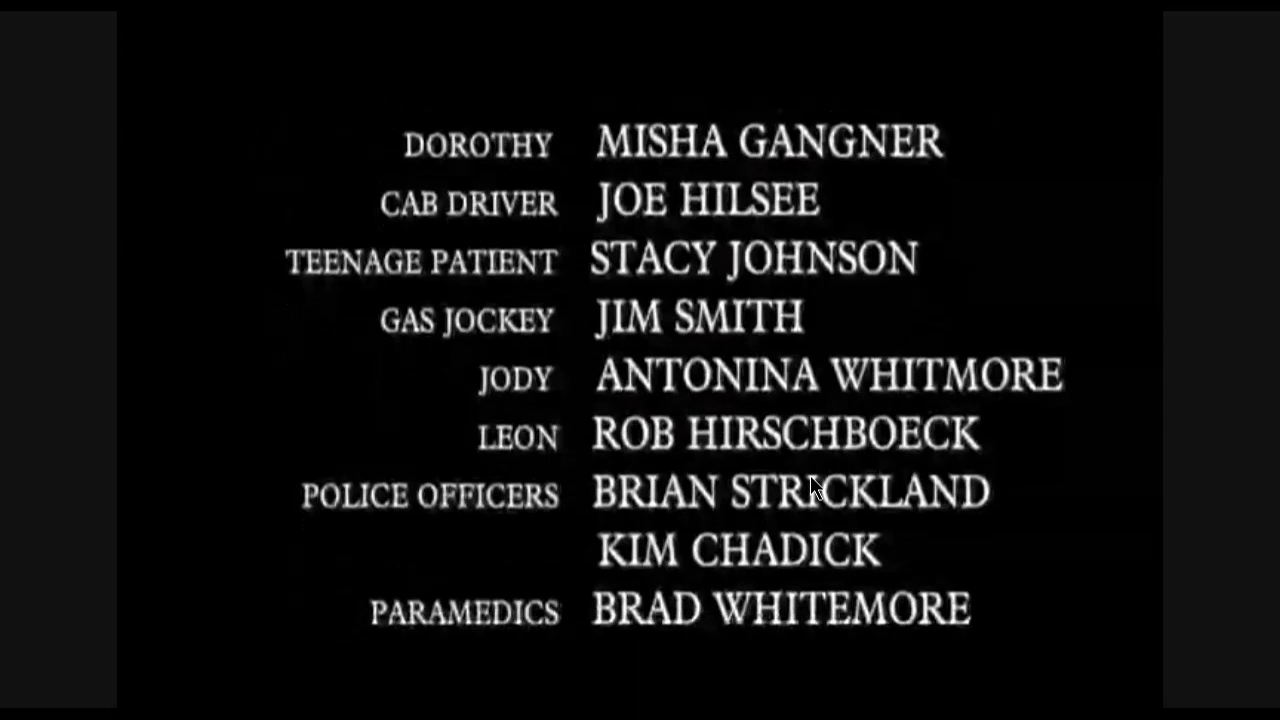 DOROTHY MISHA GANGNER
CAB DRIVER JOE HILSEE
TEENAGE PATIENT STACY JOHNSON
GAS JOCKEY JIM SMITH
JODY ANTONINA WHITMORE
LEON ROB HIRSCHBOECK
POLICE OFFICERS BRIAN STRICKLAND
KIM CHADICK
PARAMEDICS BRAD WHITEMORE